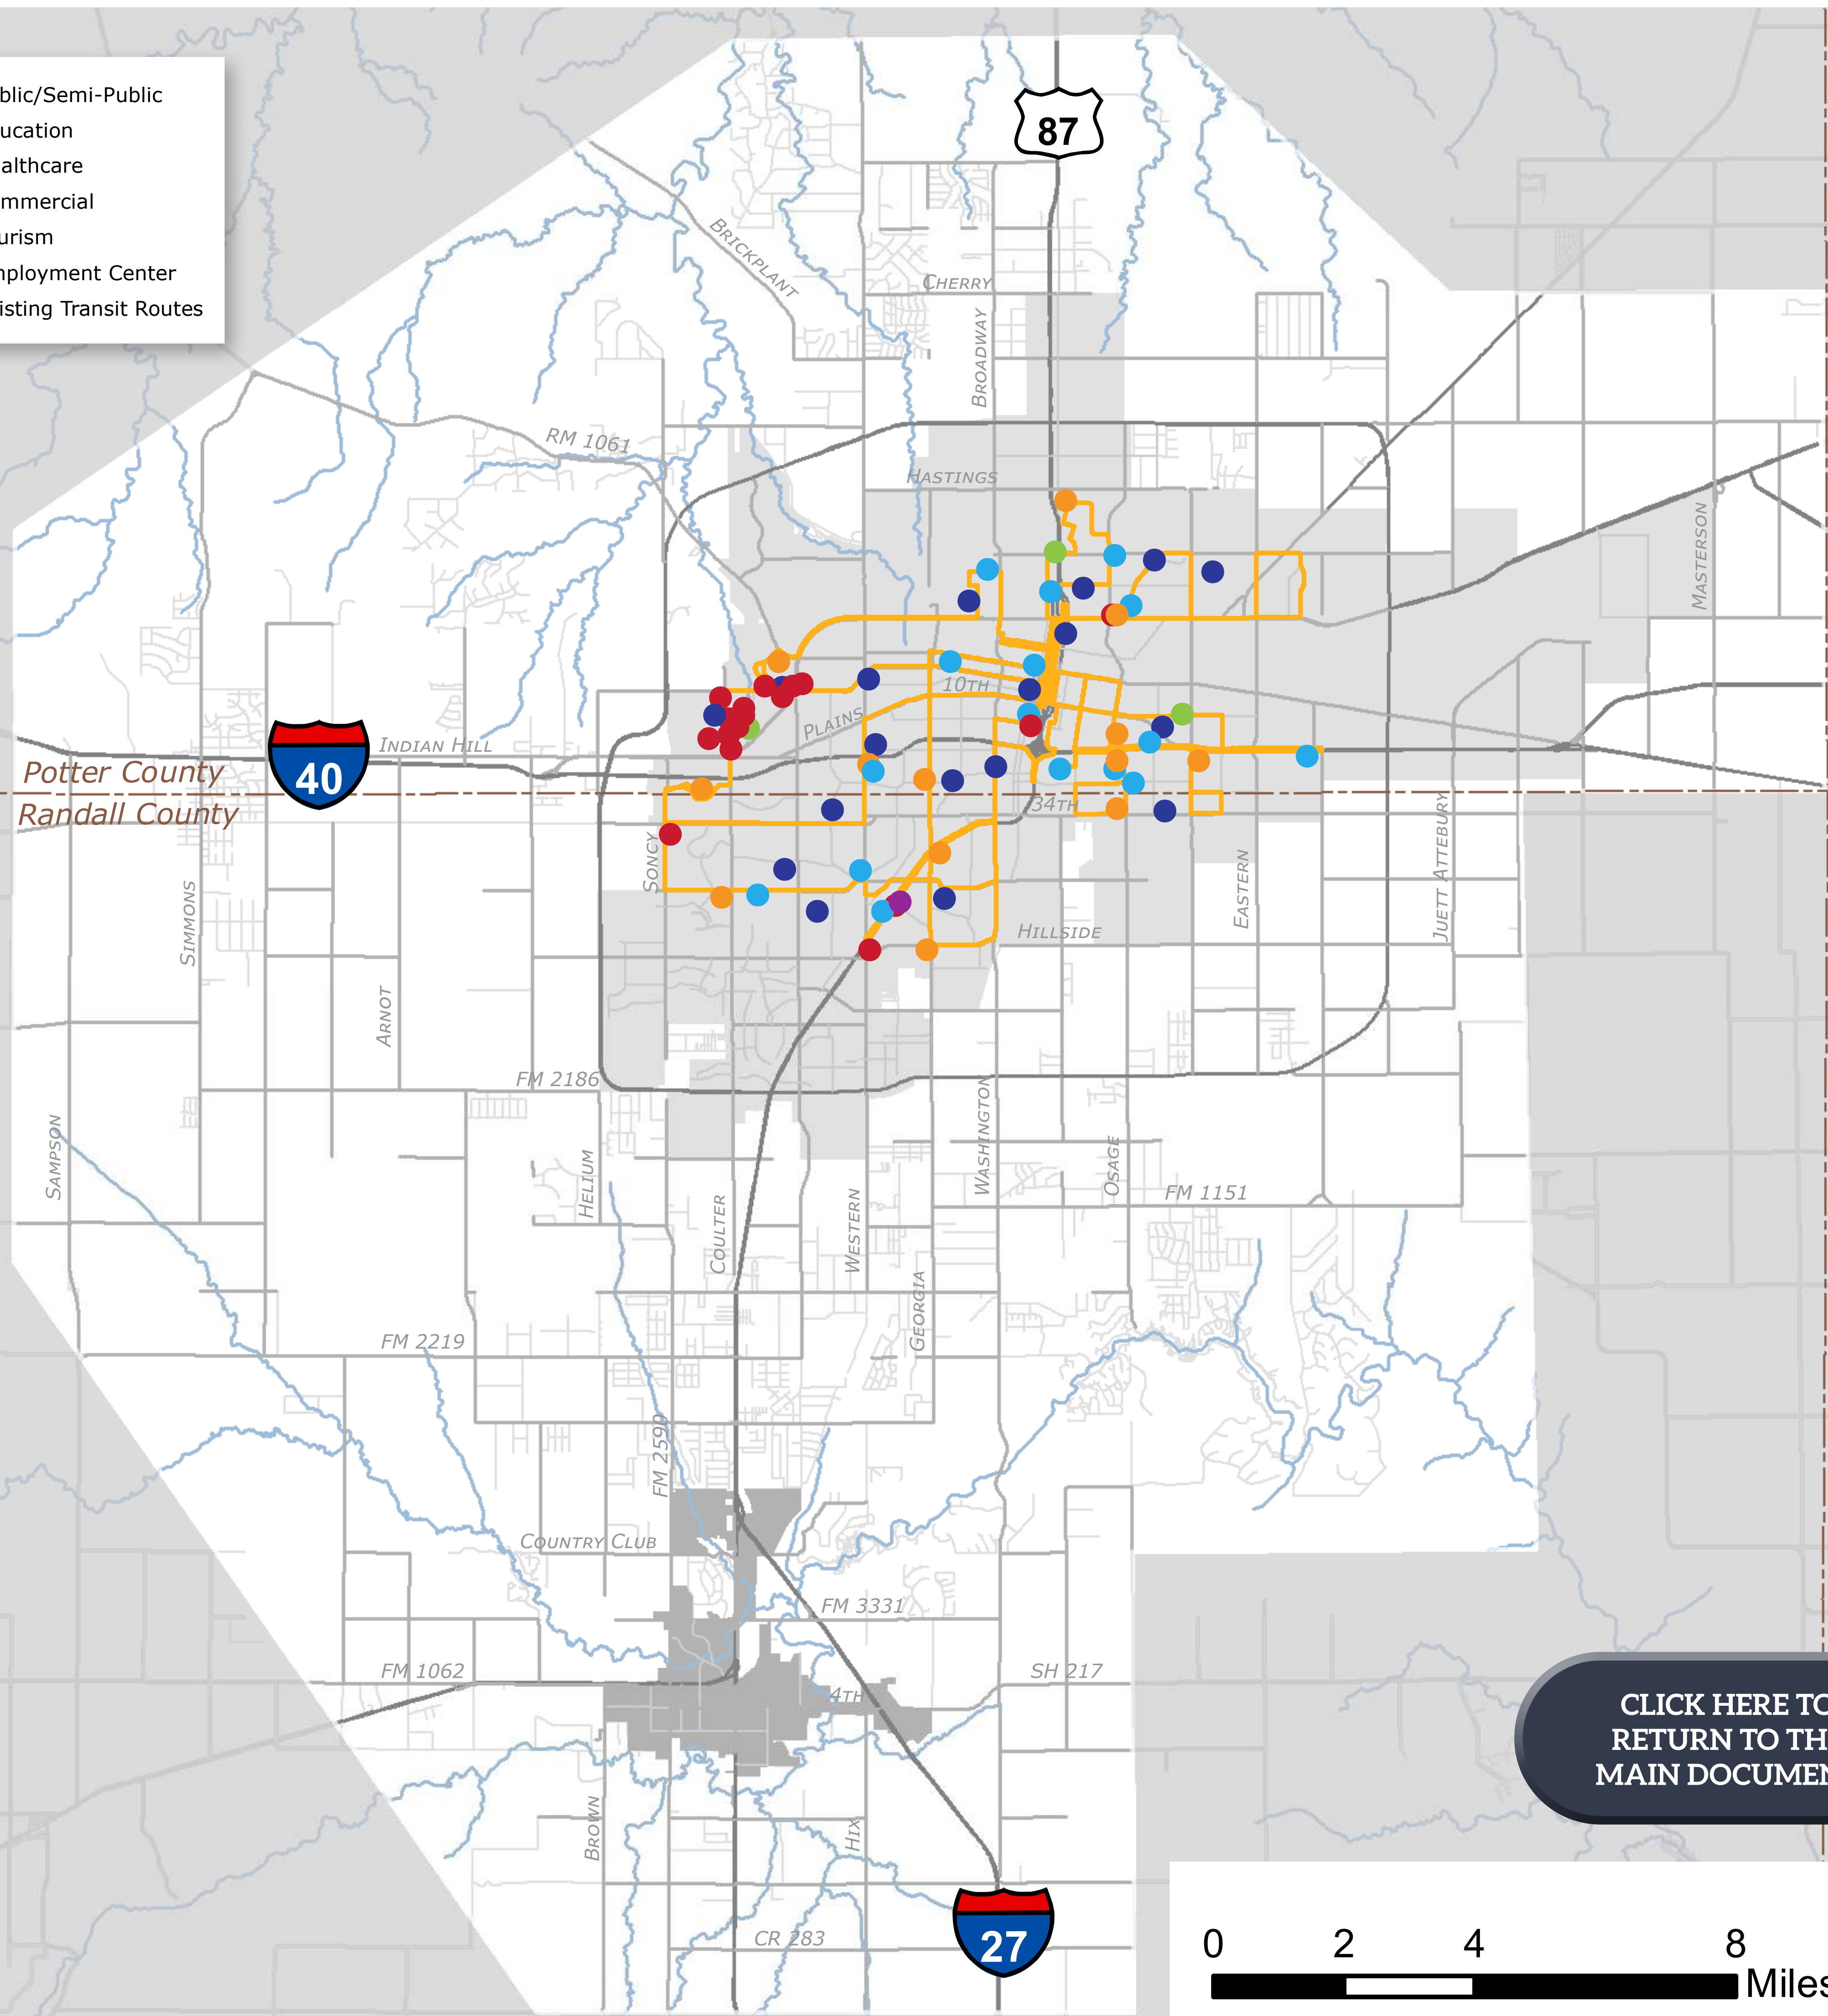 blic/Semi-Public
ucation
althcare
mmercial
urism
mployment Center
isting Transit Routes
87
BRICKPLANT
CHERRY
BROADWAY
RM 1061
HASTINGS
MASTERSON
10TH
PLAINS
INDIAN HILL
40
Potter County
Randall County
34TH
SONCY
SIMMONS
EASTERN
JUETT ATTEBURY
HILLSIDE
ARNOT
FM 2186
SAMPSON
HELIUM
WASHINGTON
OSAGE
FM 1151
COULTER
WESTERN
GEORGIA
FM 2219
FM 2590
COUNTRY CLUB
FM 3331
FM 1062
SH 217
4TH
CLICK HERE TO
RETURN TO TH
MAIN DOCUMEN
BROWN
HIX
CR 283
27
0 2 4 8
Miles